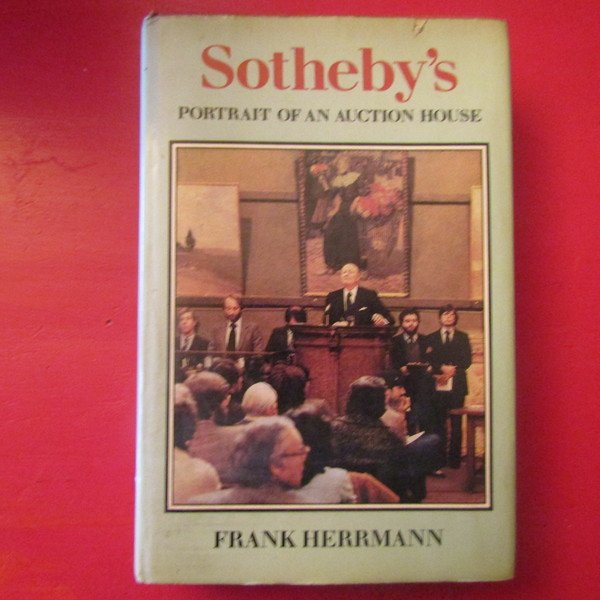 Sotheby's
PORTRAIT OF AN AUCTION HOUSE
FRANK HERRMANN